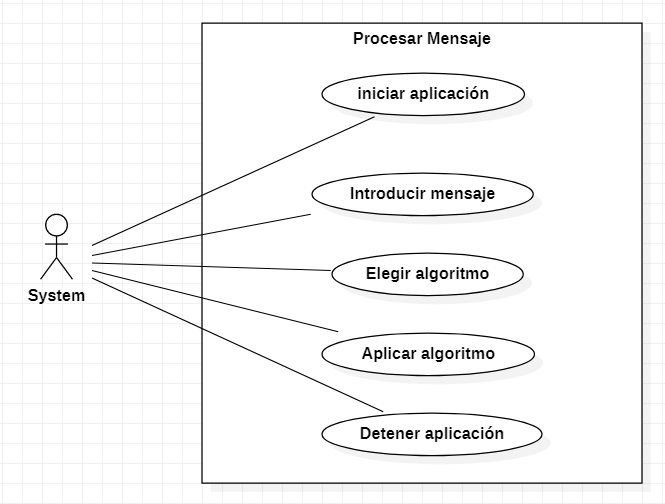 Procesar Mensaje
iniciar aplicación
Introducir mensaje
Elegir algoritmo
System
Aplicar algoritmo
Detener aplicación